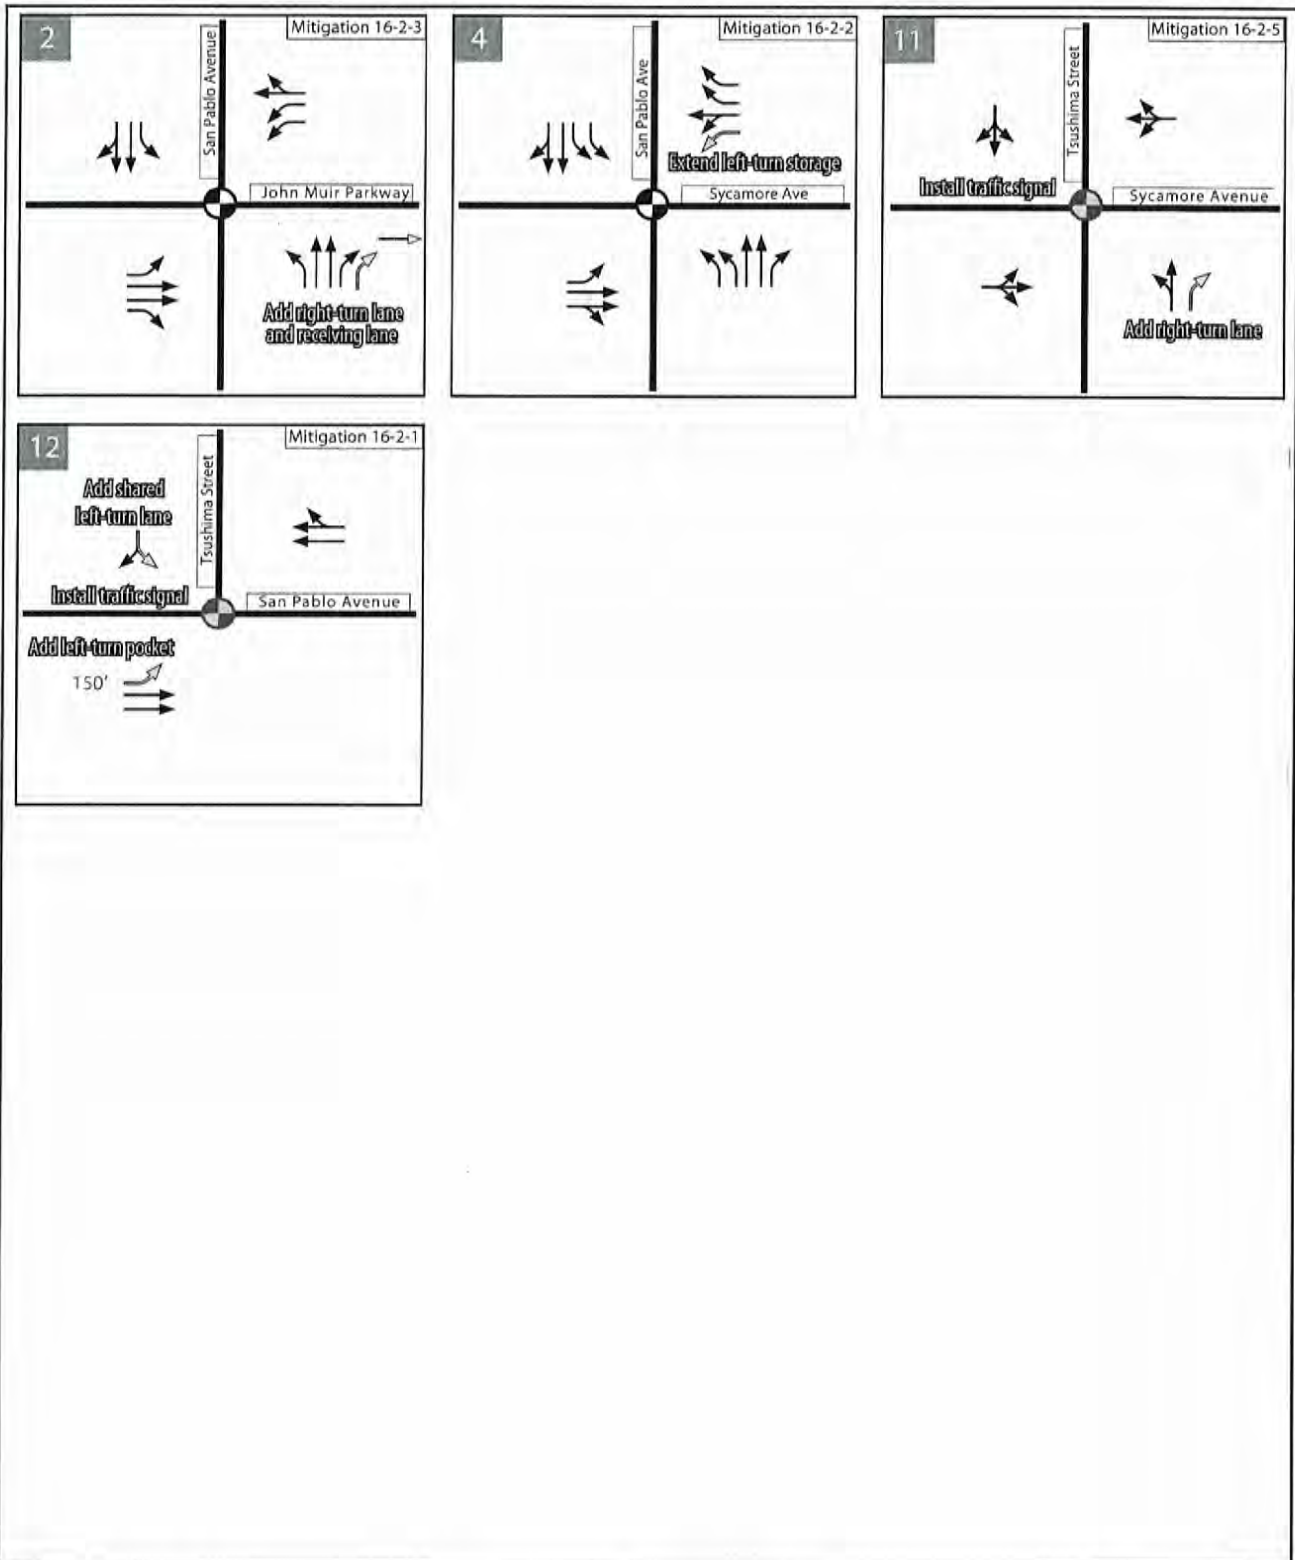 2
Mitigation 16-2-3
San Pablo Avenue
John Muir Parkway
Add right-turn lane
and receiving lane
4
Mitigation 16-2-2
San Pablo Ave
Extend left-turn storage
Sycamore Ave
11
Mitigation 16-2-5
Tsushima Street
Install traffic signal
Sycamore Avenue
Add right-turn lane
12
Mitigation 16-2-1
Add shared
left-turn lane
Tsushima Street
Install traffic signal
San Pablo Avenue
Add left-turn pocket
150'